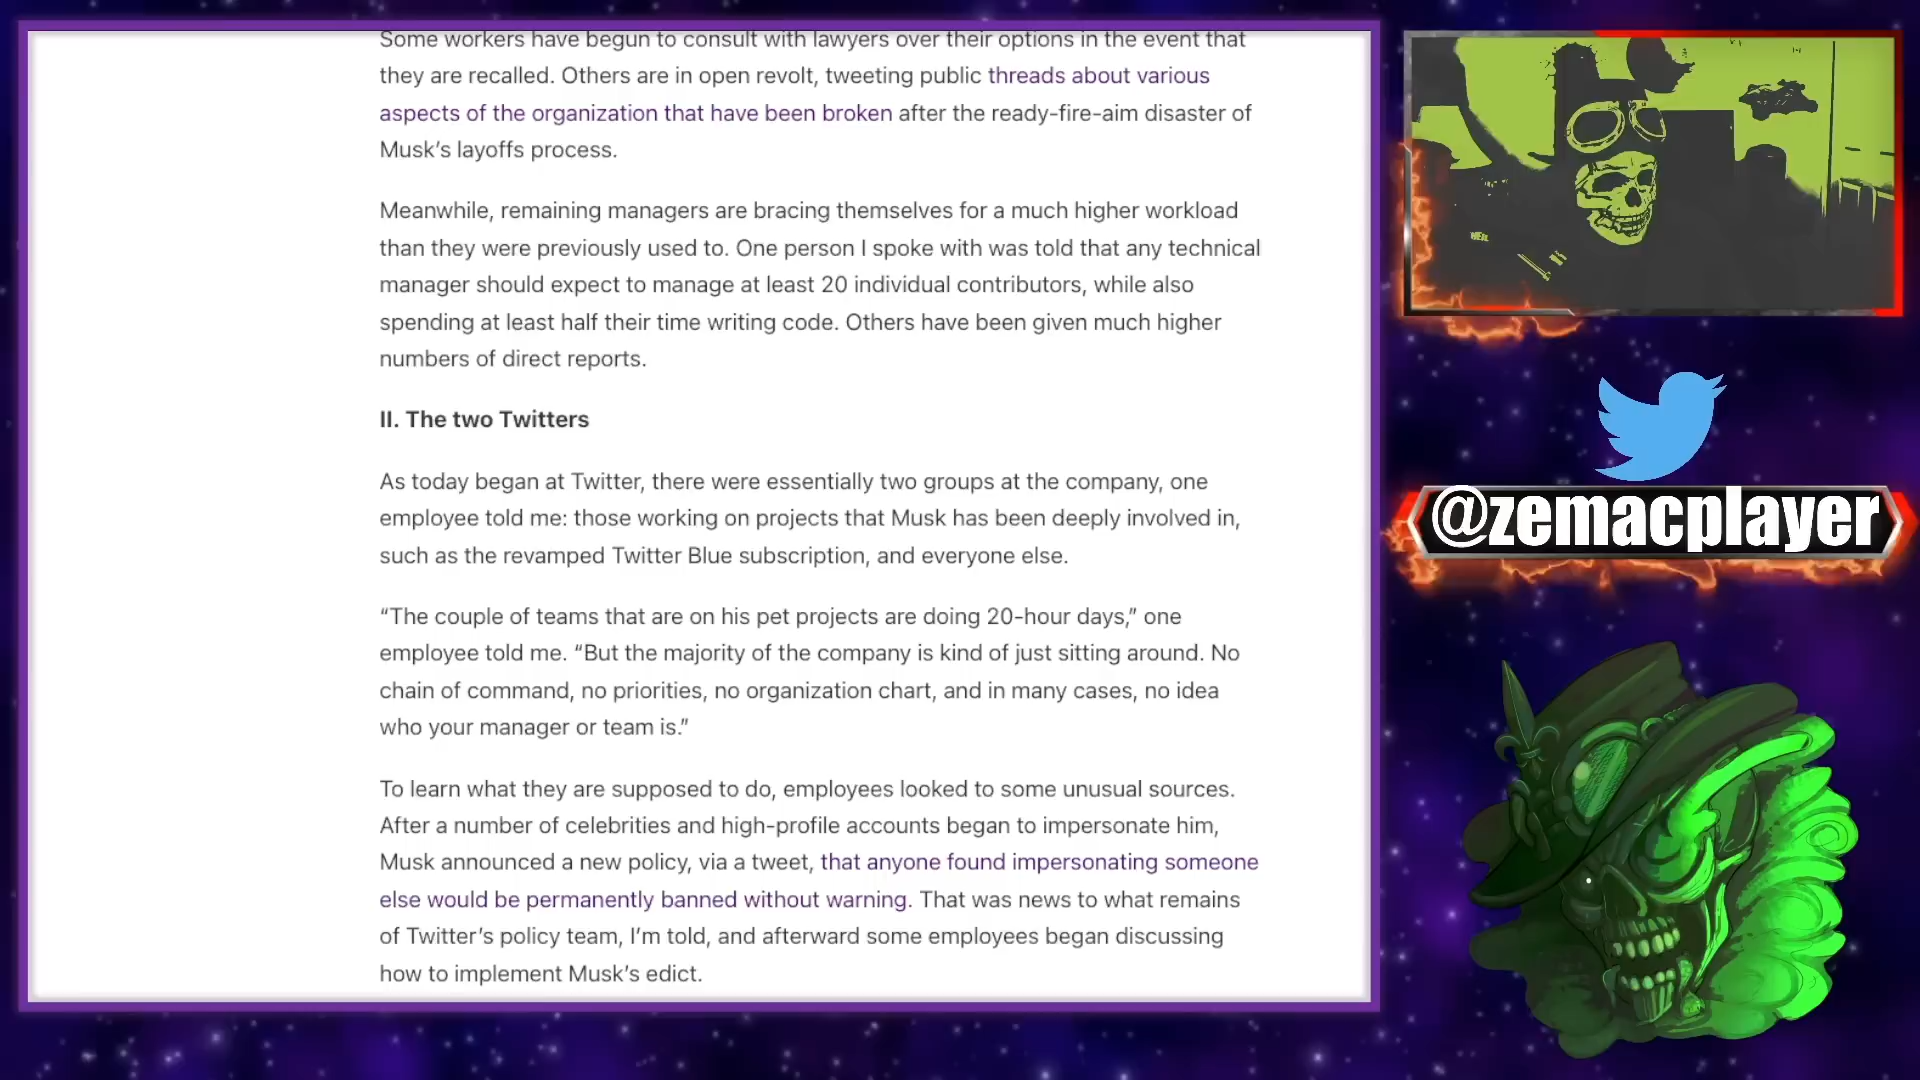 Some workers have begun to consult with lawyers over their options in the event that
they are recalled. Others are in open revolt, tweeting public threads about various
aspects of the organization that have been broken after the ready-fire-aim disaster of
Musk’s layoffs process.
Meanwhile, remaining managers are bracing themselves for a much higher workload
than they were previously used to. One person I spoke with was told that any technical
manager should expect to manage at least 20 individual contributors, while also
spending at least half their time writing code. Others have been given much higher
numbers of direct reports.
II. The two Twitters
As today began at Twitter, there were essentially two groups at the company, one
employee told me: those working on projects that Musk has been deeply involved in,
such as the revamped Twitter Blue subscription, and everyone else.
“The couple of teams that are on his pet projects are doing 20-hour days,” one
employee told me. “But the majority of the company is kind of just sitting around. No
chain of command, no priorities, no organization chart, and in many cases, no idea
who your manager or team is.”
To learn what they are supposed to do, employees looked to some unusual sources.
After a number of celebrities and high-profile accounts began to impersonate him,
Musk announced a new policy, via a tweet, that anyone found impersonating someone
else would be permanently banned without warning. That was news to what remains
of Twitter’s policy team, I’m told, and afterward some employees began discussing
how to implement Musk’s edict.
@zemacplayer